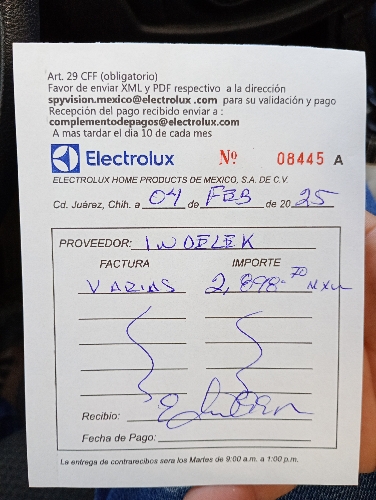 Art. 29 CFF (obligatorio)
Favor de enviar XML y PDF respectivo a la dirección
spyvision.mexico@electrolux .com para su validación y pago
Recepción del pago recibido enviar a :
complementodepagos@electrolux.com
A mas tardar el dia 10 de cada mes
Electrolux Nº 08445 A
ELECTROLUX HOME PRODUCTS DE MEXICO, S.A. DE C.V.
Cd. Juárez, Chih. a 04 de FEB de 2025
PROVEEDOR: INDELEK
FACTURA IMPORTE
VARIAS 2,898.70 MXN
Recibio:
Fecha de Pago:
La entrega de contrarecibos sera los Martes de 9:00 a.m. a 1:00 p.m.